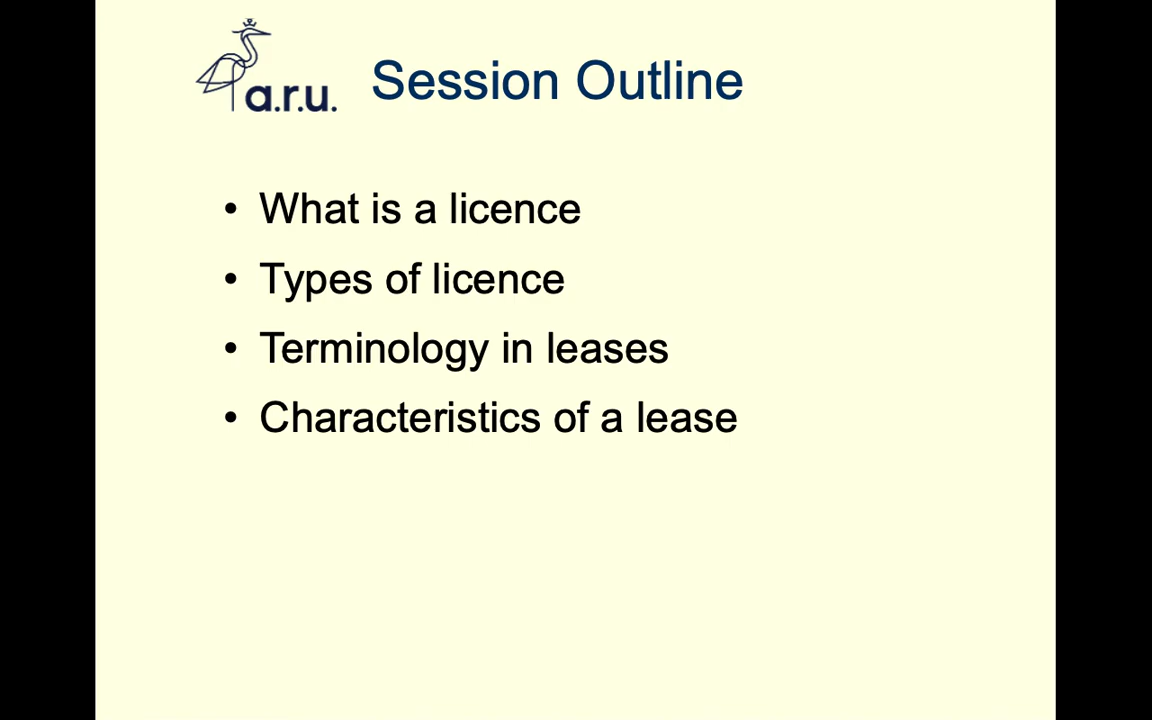 a.r.u.
Session Outline
• What is a licence
• Types of licence
• Terminology in leases
• Characteristics of a lease